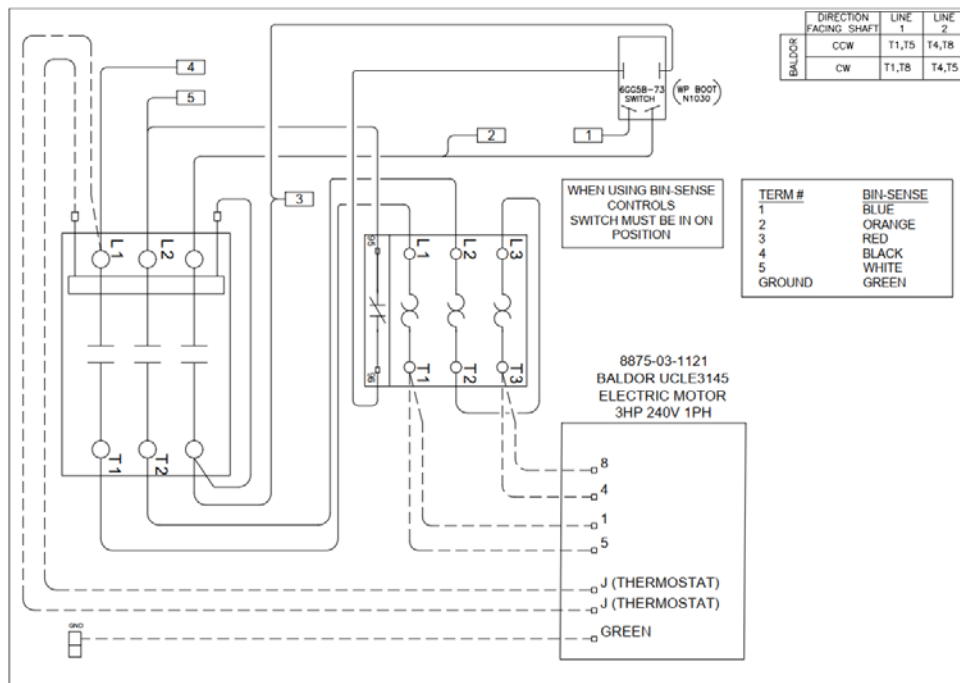 DIRECTION FACING SHAFT LINE 1 LINE 2
BALDOR
CCW T1,T5 T4,T8
CW T1,T8 T4,T5
4
5
2
1
3
6GG5B-73
SWITCH
(WP BOOT
N1030)
WHEN USING BIN-SENSE
CONTROLS
SWITCH MUST BE IN ON
POSITION
TERM # BIN-SENSE
1 BLUE
2 ORANGE
3 RED
4 BLACK
5 WHITE
GROUND GREEN
L1 L2
T1 T2
95
96
L1 L2 L3
T1 T2 T3
8875-03-1121
BALDOR UCLE3145
ELECTRIC MOTOR
3HP 240V 1PH
8
4
1
5
J (THERMOSTAT)
J (THERMOSTAT)
GREEN
GND